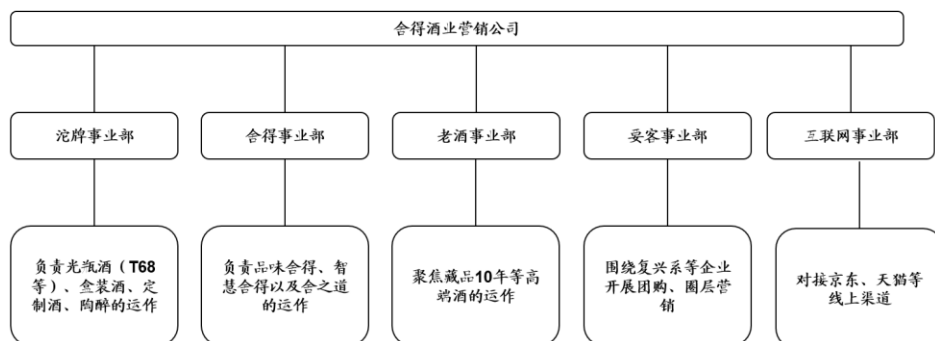 舍得酒业营销公司
沱牌事业部
舍得事业部
老酒事业部
要客事业部
互联网事业部
负责光瓶酒（T68
等）、盒装酒、定
制酒、陶醉的运作
负责品味舍得、智
慧舍得以及舍之道
的运作
聚焦藏品10年等高
端酒的运作
围绕复兴系等企业
开展团购、圈层营
销
对接京东、天猫等
线上渠道